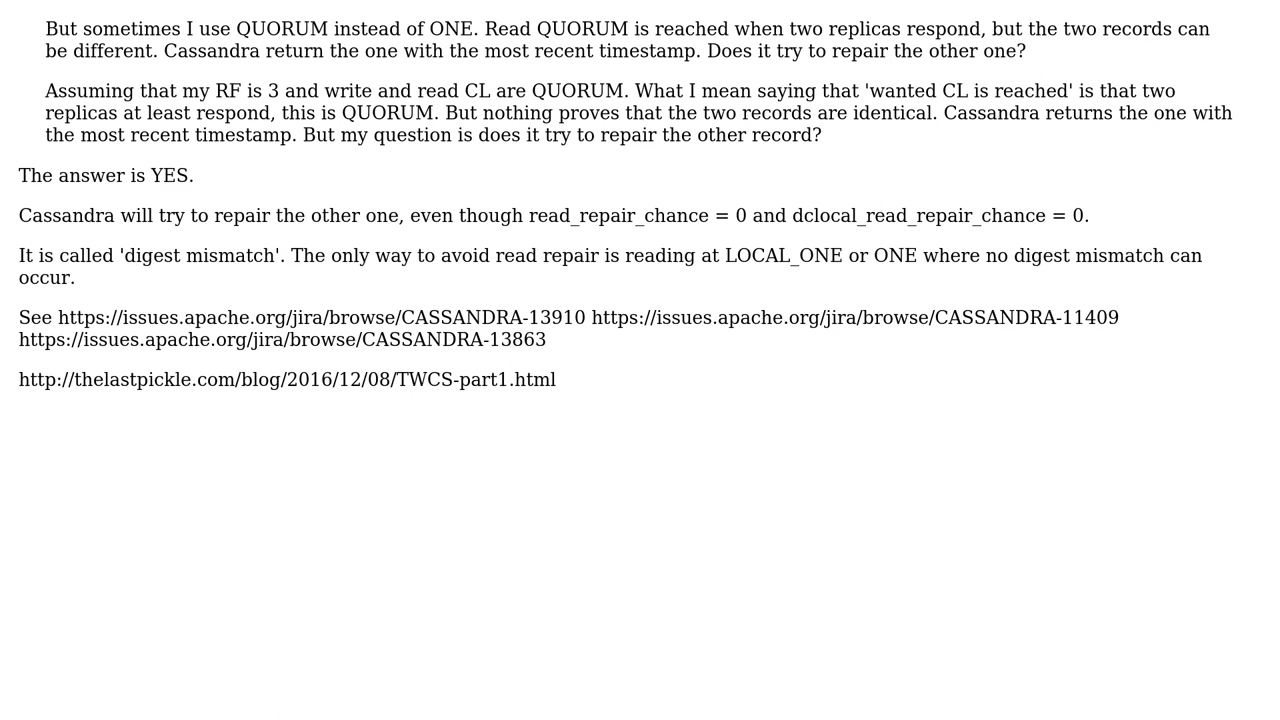 But sometimes I use QUORUM instead of ONE. Read QUORUM is reached when two replicas respond, but the two records can
be different. Cassandra return the one with the most recent timestamp. Does it try to repair the other one?
Assuming that my RF is 3 and write and read CL are QUORUM. What I mean saying that 'wanted CL is reached' is that two
replicas at least respond, this is QUORUM. But nothing proves that the two records are identical. Cassandra returns the one with
the most recent timestamp. But my question is does it try to repair the other record?
The answer is YES.
Cassandra will try to repair the other one, even though read_repair_chance = 0 and dclocal_read_repair_chance = 0.
It is called 'digest mismatch'. The only way to avoid read repair is reading at LOCAL_ONE or ONE where no digest mismatch can
occur.
See https://issues.apache.org/jira/browse/CASSANDRA-13910 https://issues.apache.org/jira/browse/CASSANDRA-11409
https://issues.apache.org/jira/browse/CASSANDRA-13863
http://thelastpickle.com/blog/2016/12/08/TWCS-part1.html